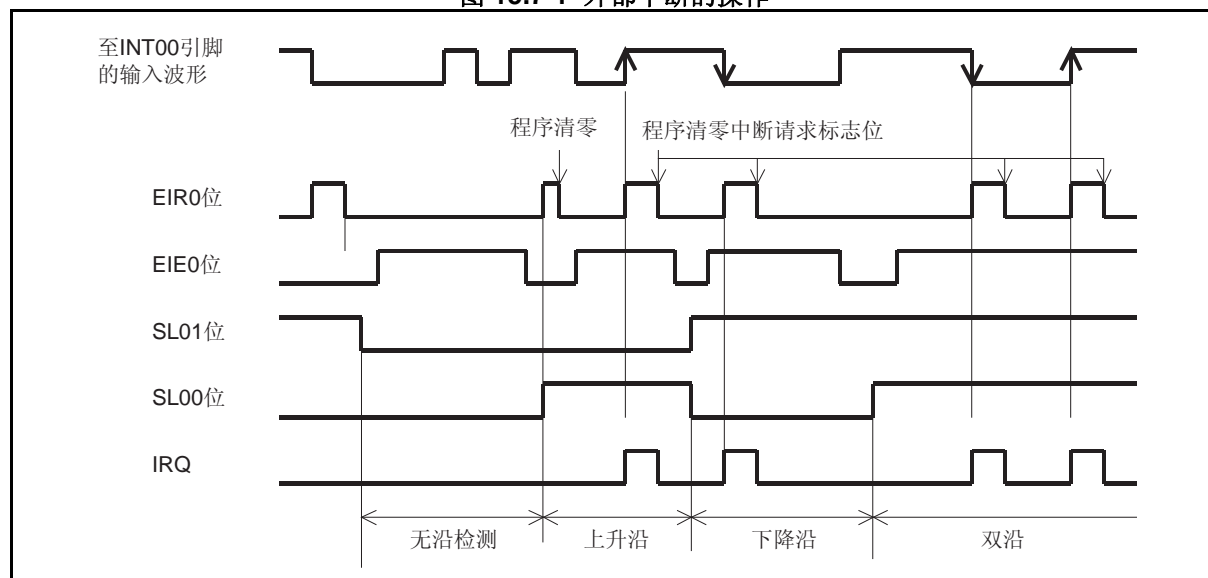 至INT00引脚
的输入波形
程序清零
程序清零中断请求标志位
EIR0位
EIE0位
SL01位
SL00位
IRQ
无沿检测
上升沿
下降沿
双沿